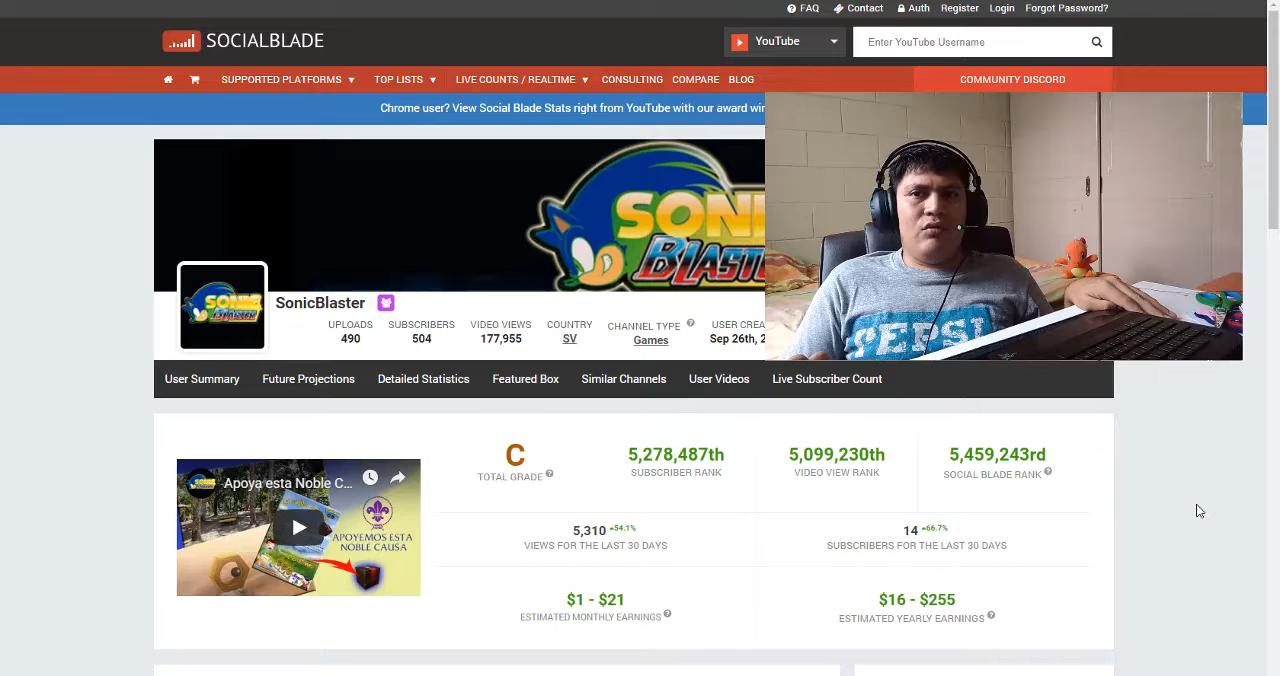 FAQ Contact Auth Register Login Forgot Password?
SOCIALBLADE
YouTube
Enter YouTube Username
SUPPORTED PLATFORMS TOP LISTS LIVE COUNTS / REALTIME CONSULTING COMPARE BLOG
COMMUNITY DISCORD
Chrome user? View Social Blade Stats right from YouTube with our award
SONIC
BLASTER
SonicBlaster
UPLOADS SUBSCRIBERS VIDEO VIEWS COUNTRY CHANNEL TYPE USER
490 504 177,955 SV Games Sep 26th,
PEPSI
User Summary Future Projections Detailed Statistics Featured Box Similar Channels User Videos Live Subscriber Count
C
TOTAL GRADE
5,278,487th
SUBSCRIBER RANK
5,099,230th
VIDEO VIEW RANK
5,459,243rd
SOCIAL BLADE RANK
Apoya esta Noble C...
APOYEMOS ESTA
NOBLE CAUSA
5,310 +54.1%
VIEWS FOR THE LAST 30 DAYS
14 +66.7%
SUBSCRIBERS FOR THE LAST 30 DAYS
$1 - $21
ESTIMATED MONTHLY EARNINGS
$16 - $255
ESTIMATED YEARLY EARNINGS